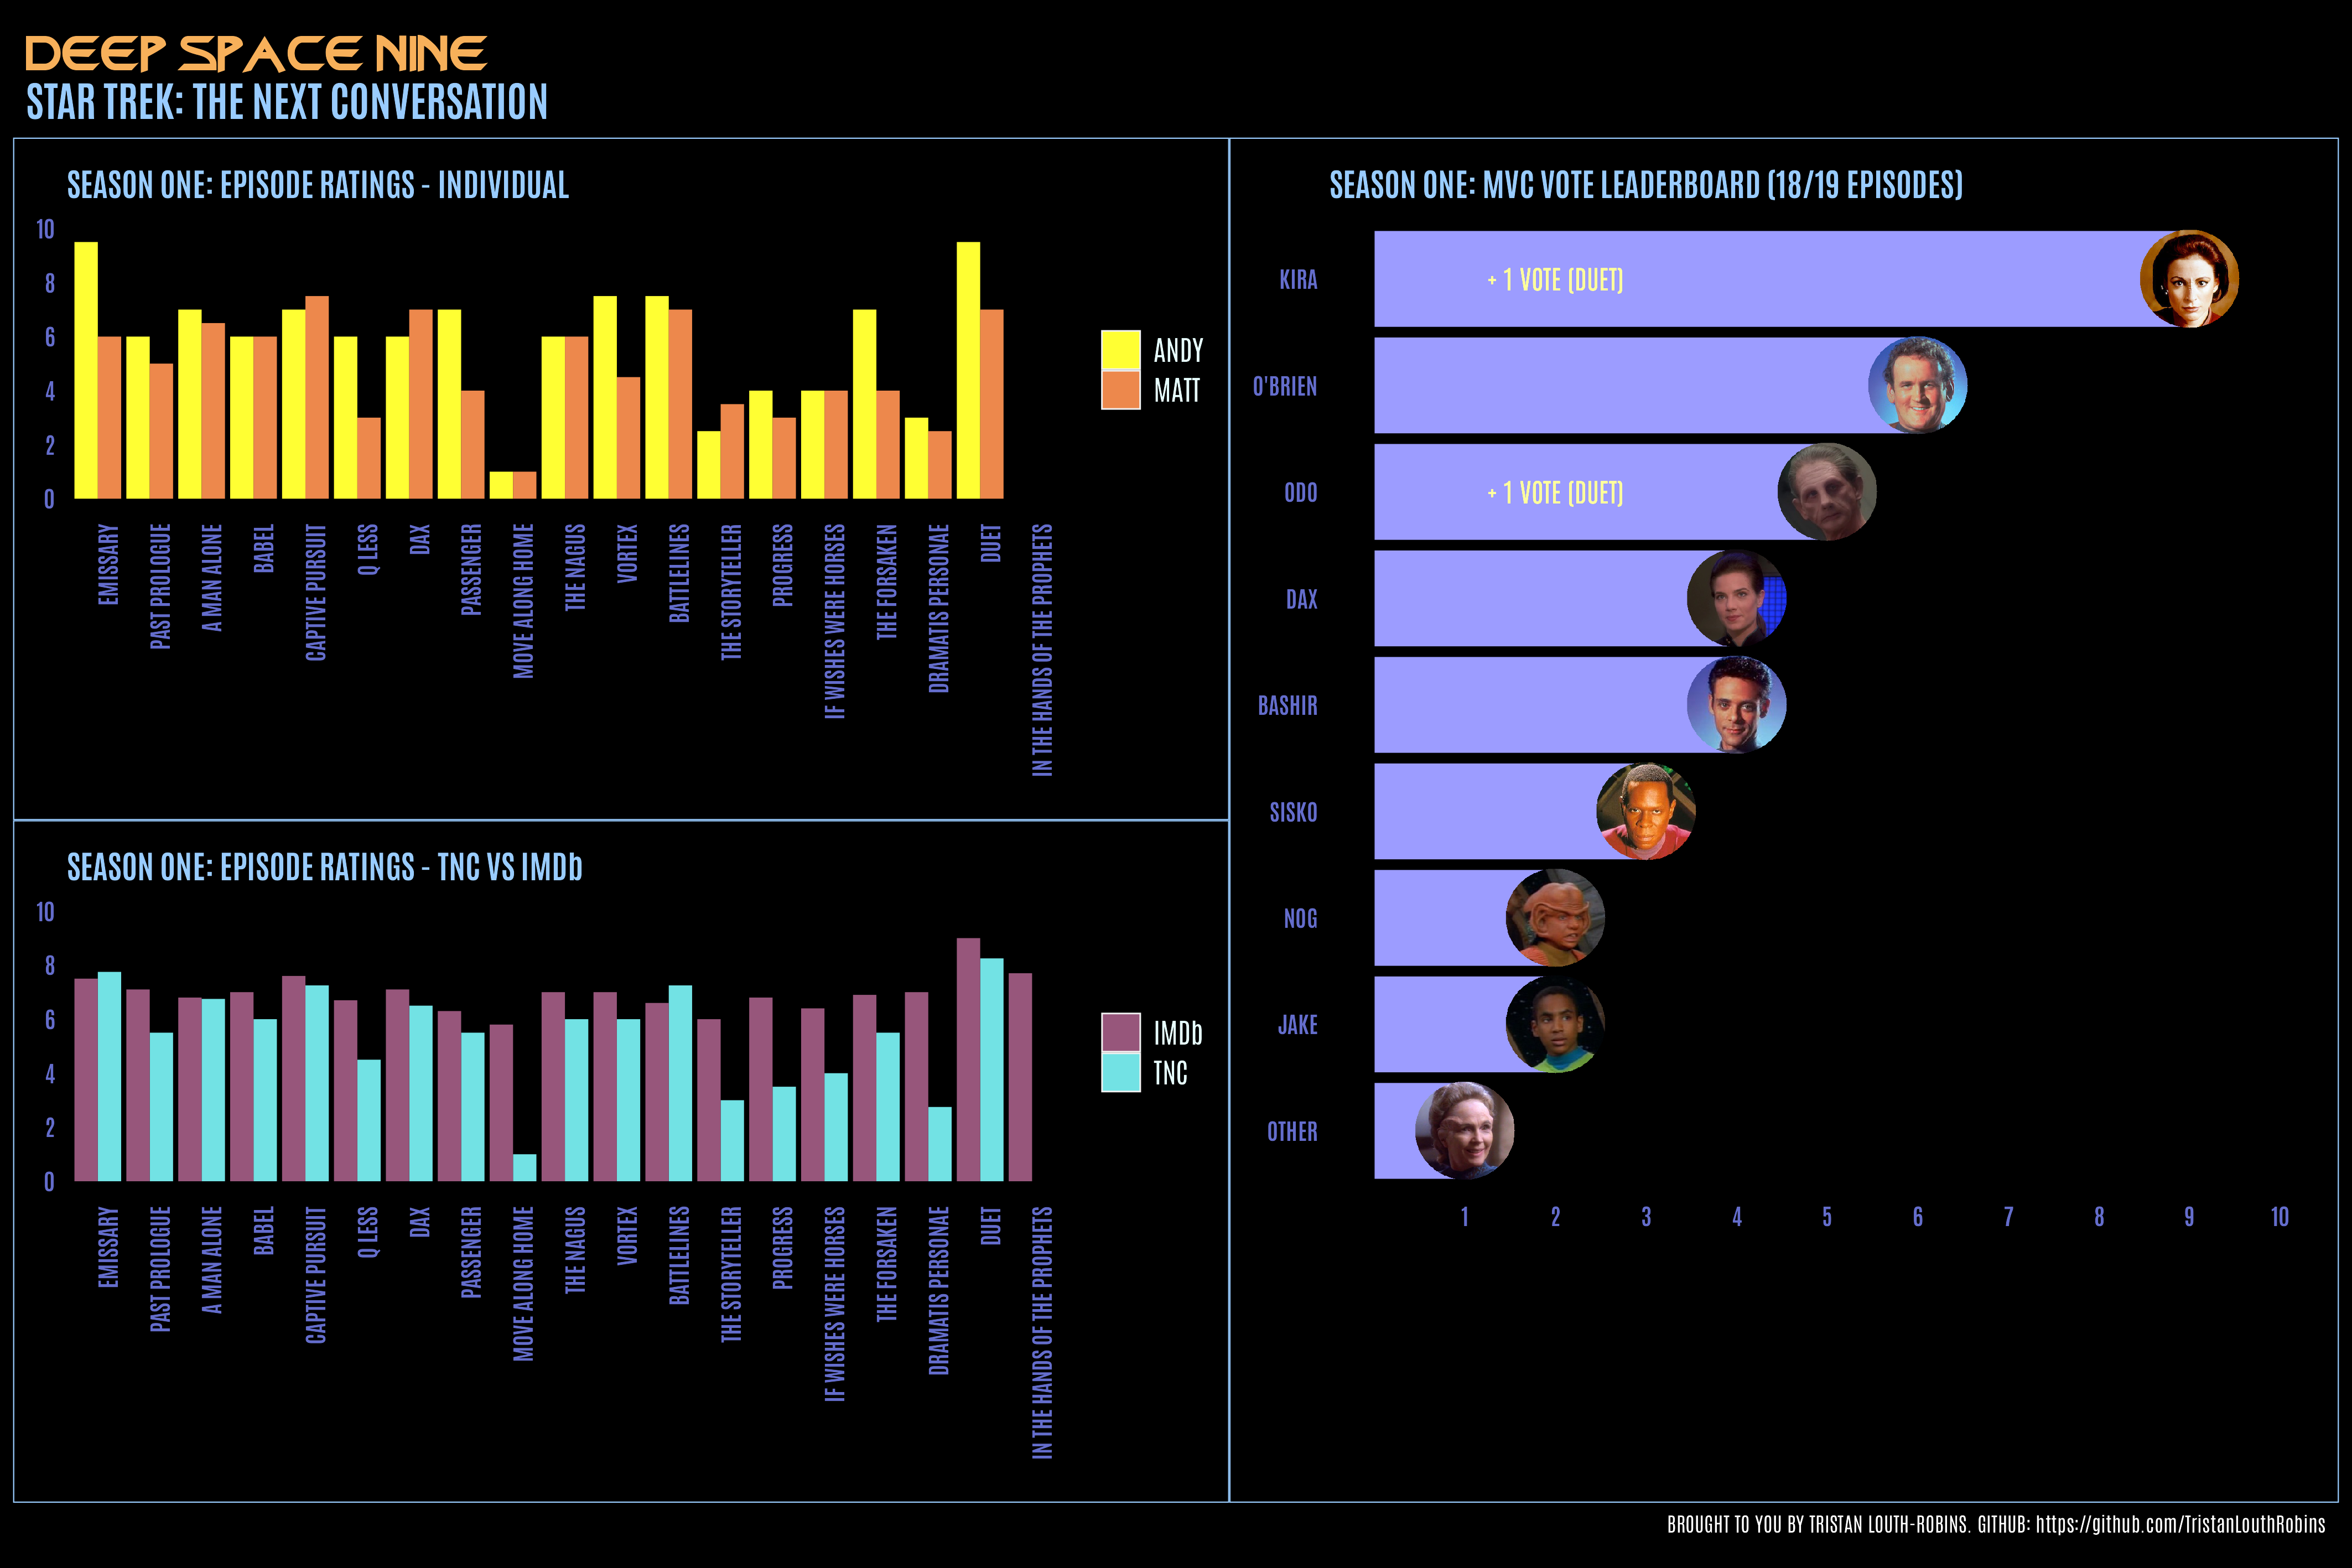 DEEP SPACE NINE
STAR TREK: THE NEXT CONVERSATION
SEASON ONE: EPISODE RATINGS - INDIVIDUAL
10
8
6
4
2
0
EMISSARY
PAST PROLOGUE
A MAN ALONE
BABEL
CAPTIVE PURSUIT
Q LESS
DAX
PASSENGER
MOVE ALONG HOME
THE NAGUS
VORTEX
BATTLELINES
THE STORYTELLER
PROGRESS
IF WISHES WERE HORSES
THE FORSAKEN
DRAMATIS PERSONAE
DUET
IN THE HANDS OF THE PROPHETS
ANDY
MATT
SEASON ONE: EPISODE RATINGS - TNC VS IMDb
10
8
6
4
2
0
EMISSARY
PAST PROLOGUE
A MAN ALONE
BABEL
CAPTIVE PURSUIT
Q LESS
DAX
PASSENGER
MOVE ALONG HOME
THE NAGUS
VORTEX
BATTLELINES
THE STORYTELLER
PROGRESS
IF WISHES WERE HORSES
THE FORSAKEN
DRAMATIS PERSONAE
DUET
IN THE HANDS OF THE PROPHETS
IMDb
TNC
SEASON ONE: MVC VOTE LEADERBOARD (18/19 EPISODES)
KIRA
+ 1 VOTE (DUET)
O'BRIEN
ODO
+ 1 VOTE (DUET)
DAX
BASHIR
SISKO
NOG
JAKE
OTHER
1 2 3 4 5 6 7 8 9 10
BROUGHT TO YOU BY TRISTAN LOUTH-ROBINS. GITHUB: https://github.com/TristanLouthRobins